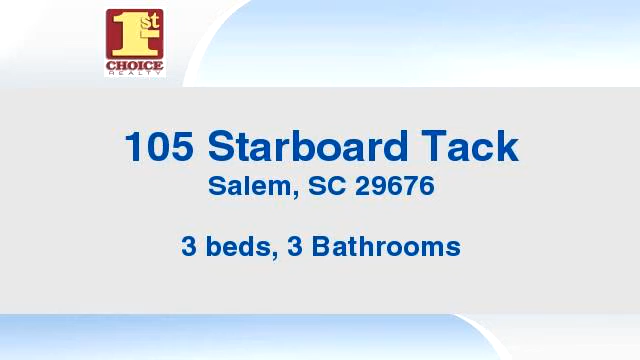 1st
CHOICE
REALTY
105 Starboard Tack
Salem, SC 29676
3 beds, 3 Bathrooms